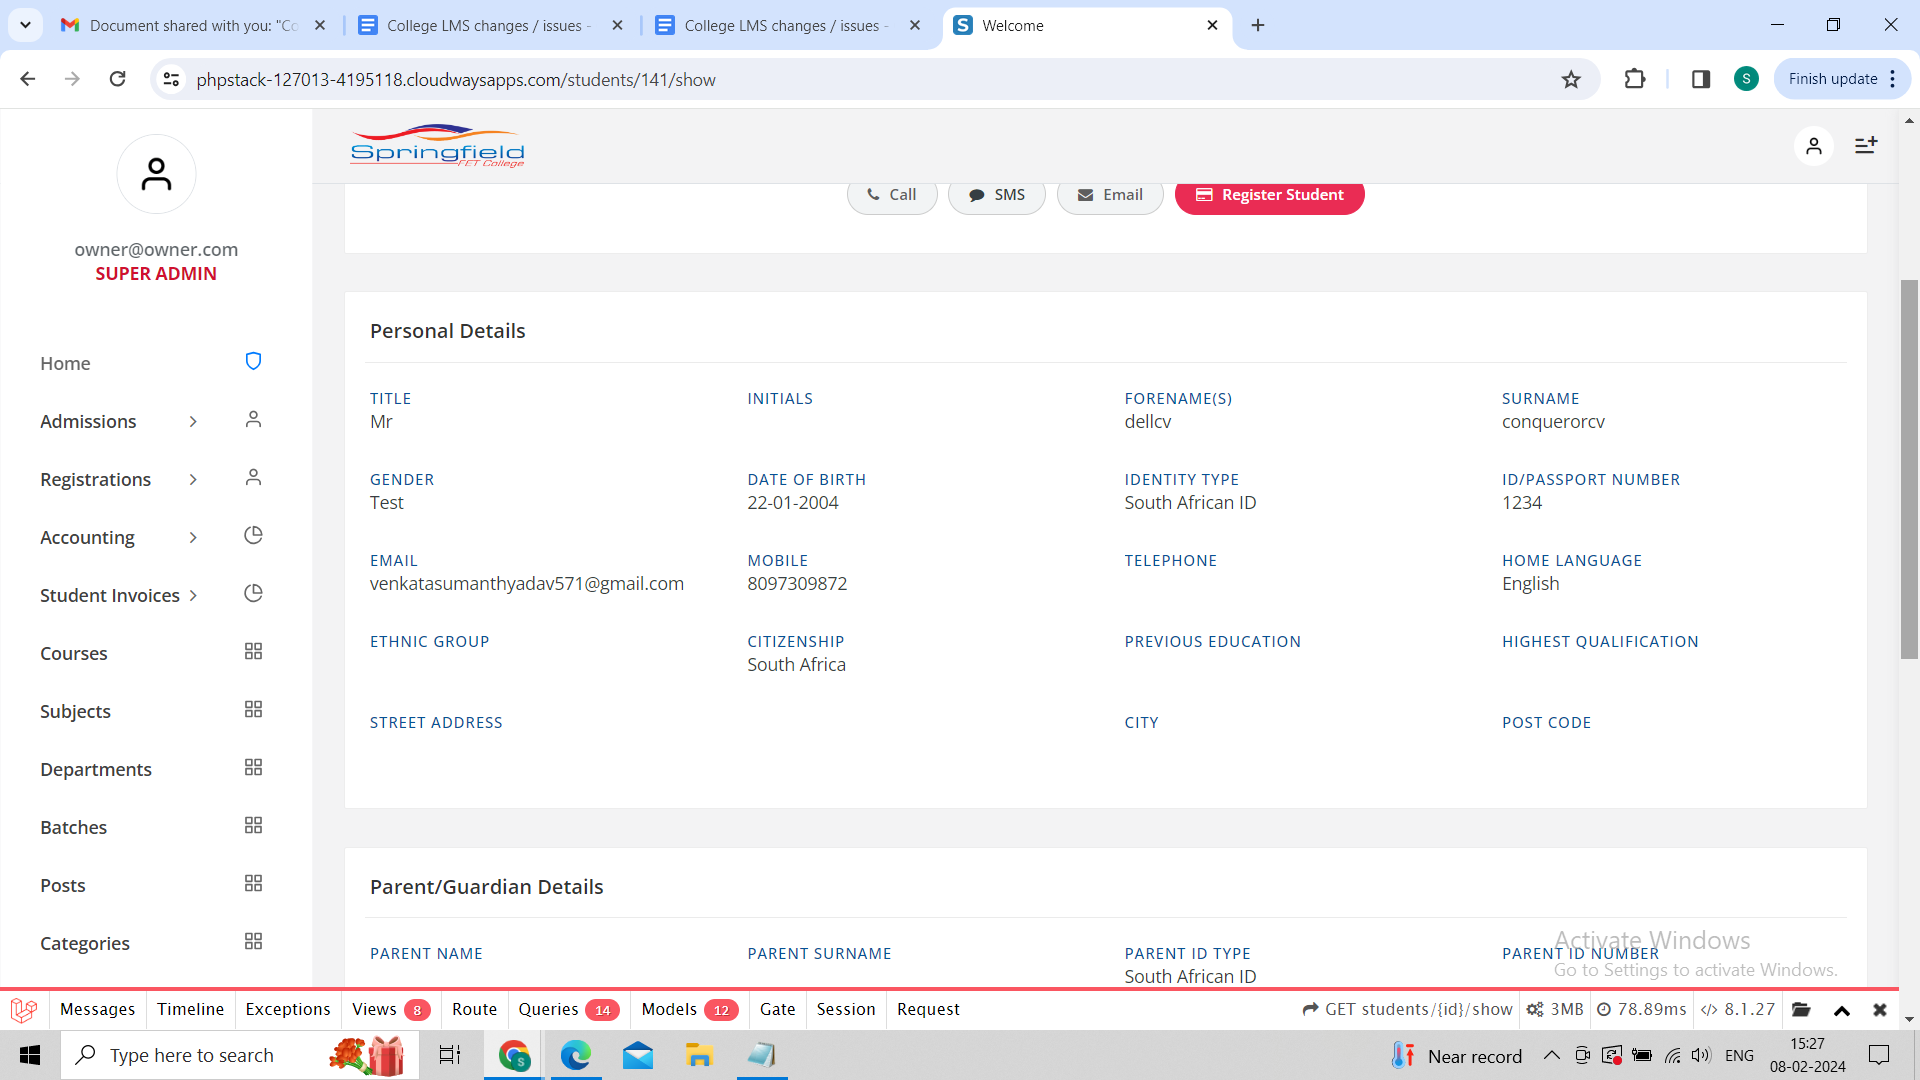 Document shared with you: "Co
College LMS changes / issues -
College LMS changes / issues -
S Welcome
phpstack-127013-4195118.cloudwaysapps.com/students/141/show
S
Finish update
Springfield
FET College
owner@owner.com
SUPER ADMIN
Call
SMS
Email
Register Student
Home
Admissions
Registrations
Accounting
Student Invoices
Courses
Subjects
Departments
Batches
Posts
Categories
Personal Details
TITLE INITIALS FORENAME(S) SURNAME
Mr dellcv conquerorcv
GENDER DATE OF BIRTH IDENTITY TYPE ID/PASSPORT NUMBER
Test 22-01-2004 South African ID 1234
EMAIL MOBILE TELEPHONE HOME LANGUAGE
venkatasumanthyadav571@gmail.com 8097309872 English
ETHNIC GROUP CITIZENSHIP PREVIOUS EDUCATION HIGHEST QUALIFICATION
South Africa
STREET ADDRESS CITY POST CODE
Parent/Guardian Details
PARENT NAME PARENT SURNAME PARENT ID TYPE PARENT ID NUMBER
South African ID
Activate Windows
Go to Settings to activate Windows.
Messages Timeline Exceptions Views 8 Route Queries 14 Models 12 Gate Session Request GET students/{id}/show 3MB 78.89ms </> 8.1.27
Type here to search
S
Near record
ENG
15:27
08-02-2024